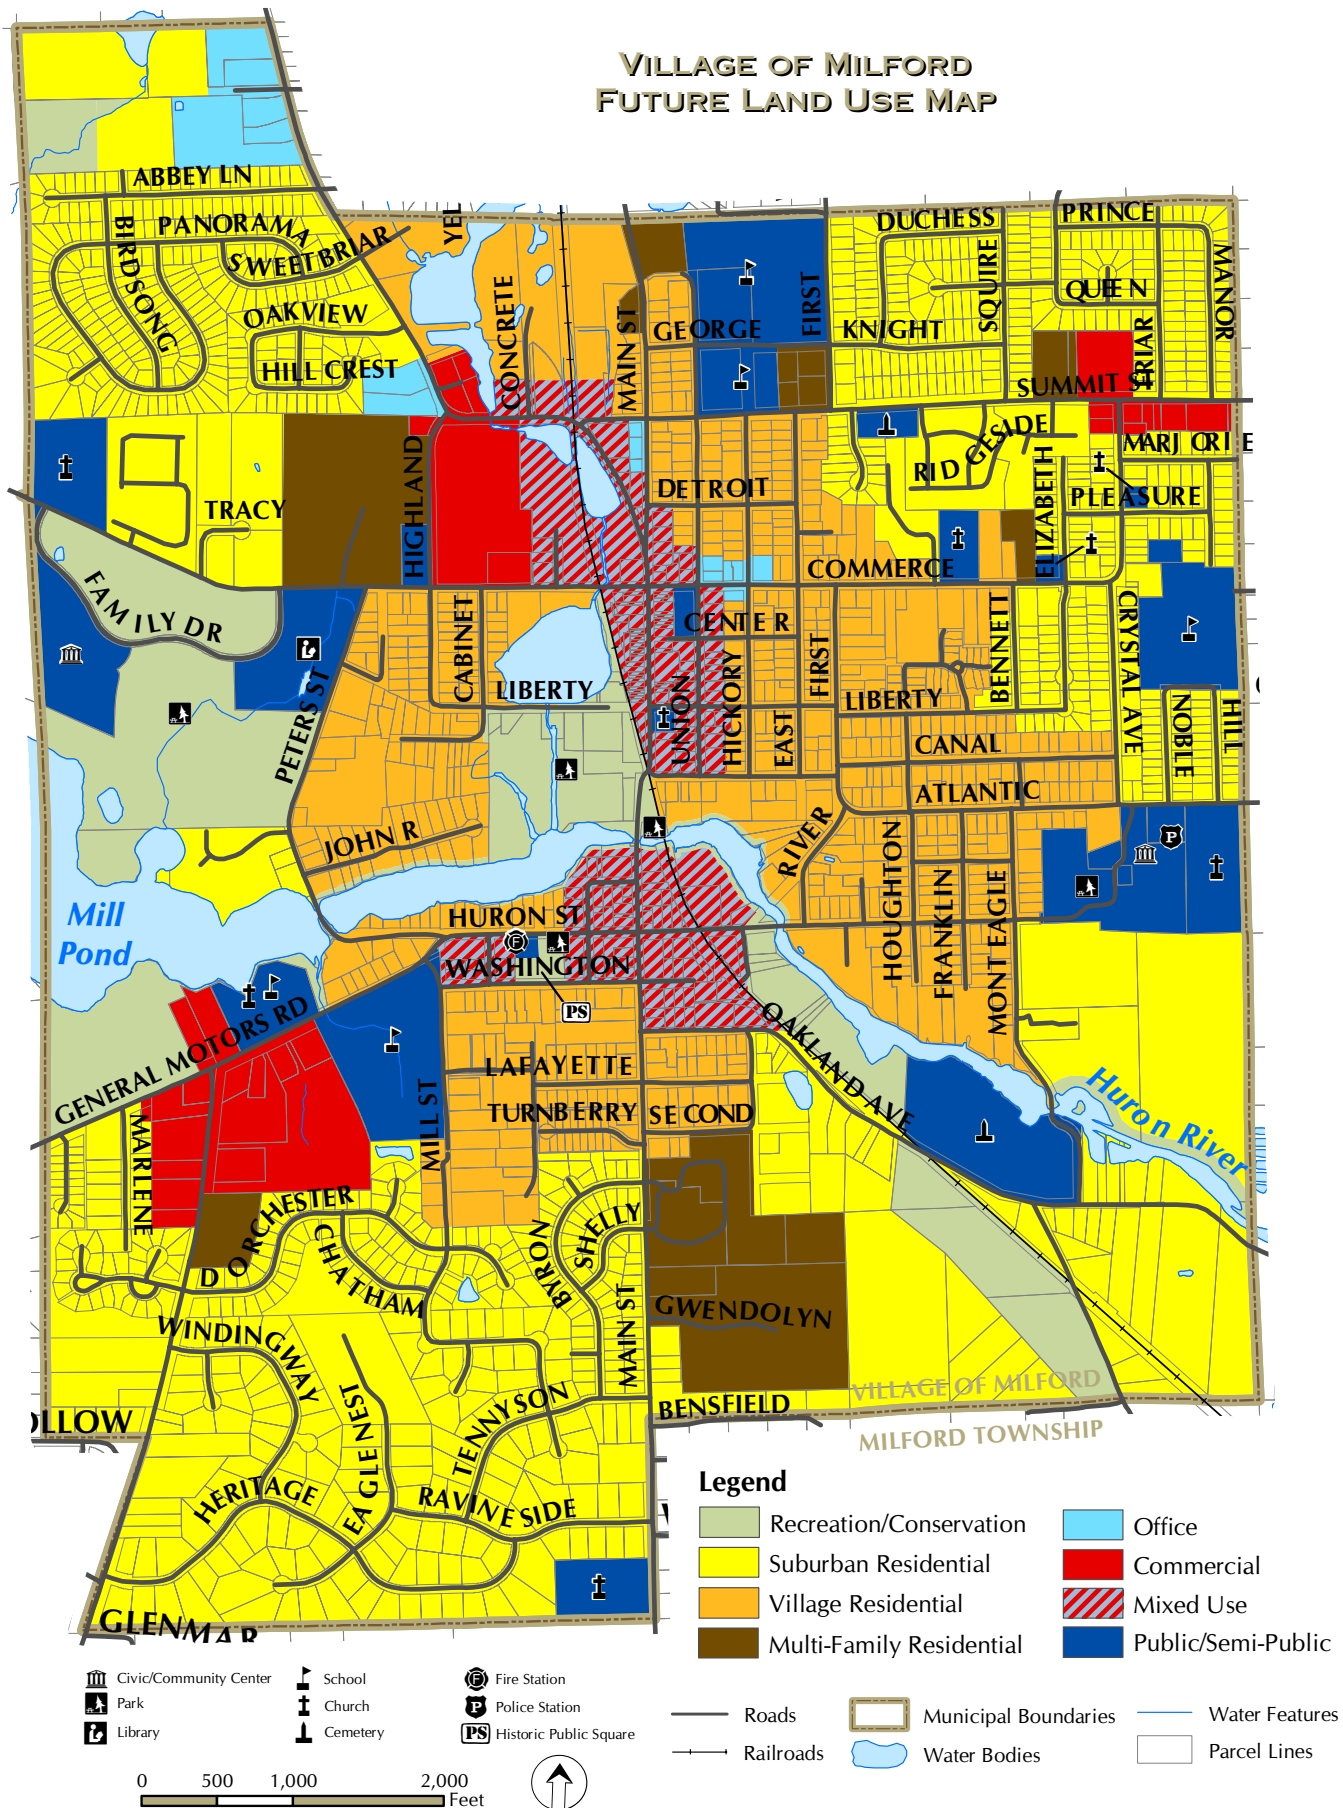 VILLAGE OF MILFORD
FUTURE LAND USE MAP
ABBEY LN
PANORAMA
BIRDSONG
SWEETBRIAR
YEL
OAKVIEW
HILL CREST
CONCRETE
MAIN ST
GEORGE
FIRST
DUCHESS
PRINCE
SQUIRE
QUEEN
MANOR
KNIGHT
FRIAR
SUMMIT ST
HIGHLAND
TRACY
DETROIT
RIDGESIDE
MARJORIE
ELIZABETH
PLEASURE
COMMERCE
FAMILY DR
CABINET
CENTER
LIBERTY
PETERS ST
UNION
HICKORY
EAST
FIRST
LIBERTY
BENNETT
CRYSTAL AVE
NOBLE
HILL
CANAL
ATLANTIC
JOHN R
RIVER
HOUGHTON
FRANKLIN
MONT EAGLE
Mill
Pond
HURON ST
F
WASHINGTON
PS
P
GENERAL MOTORS RD
OAKLAND AVE
LAFAYETTE
TURNBERRY
SECOND
MILL ST
MARLENE
Huron River
DORCHESTER
CHATHAM
BYRON
SHELLY
MAIN ST
GWENDOLYN
WINDINGWAY
EAGLE NEST
TENNYSON
BENSFIELD
VILLAGE OF MILFORD
MILFORD TOWNSHIP
OLLOW
HERITAGE
RAVINE SIDE
GLENMAR
Legend
Recreation/Conservation
Suburban Residential
Village Residential
Multi-Family Residential
Office
Commercial
Mixed Use
Public/Semi-Public
Civic/Community Center
Park
Library
School
Church
Cemetery
F Fire Station
P Police Station
PS Historic Public Square
Roads
Railroads
Municipal Boundaries
Water Bodies
Water Features
Parcel Lines
0 500 1,000 2,000
Feet